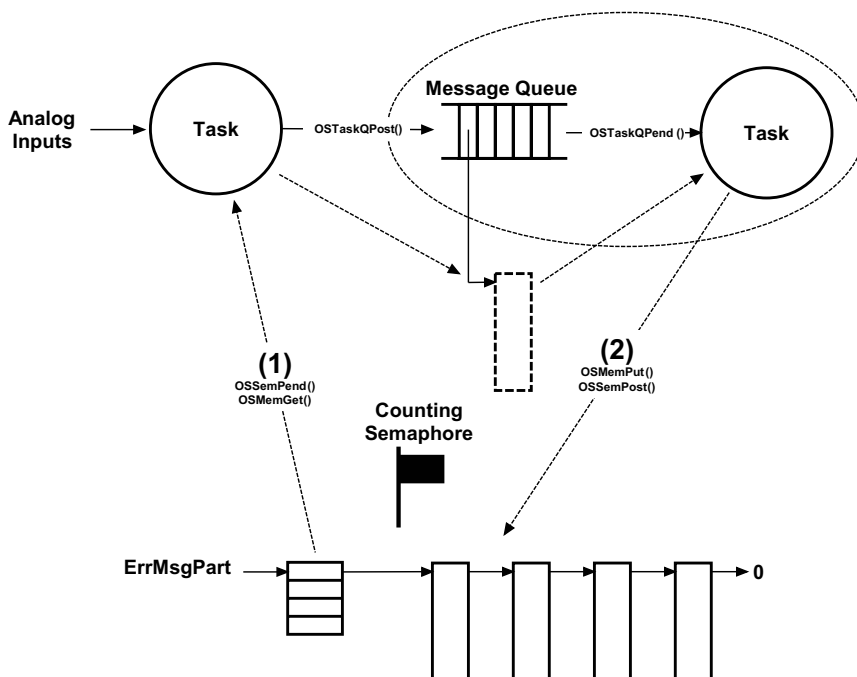 Message Queue
Analog
Inputs
Task
OSTaskQPost()
OSTaskQPend ()
Task
(1)
OSSemPend()
OSMemGet()
(2)
OSMemPut()
OSSemPost()
Counting
Semaphore
ErrMsgPart
0